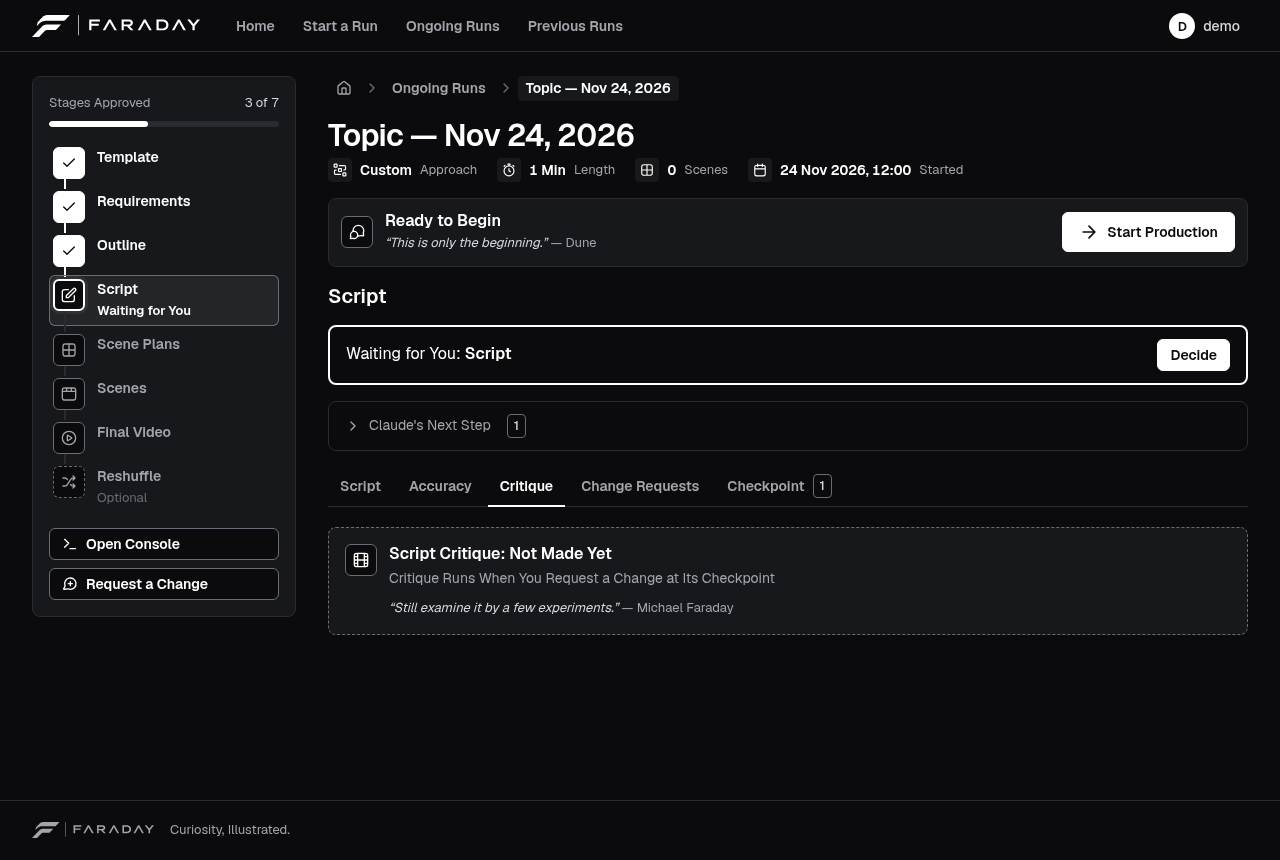 FARADAY
Home
Start a Run
Ongoing Runs
Previous Runs
D
demo
Stages Approved
3 of 7
Template
Requirements
Outline
Script
Waiting for You
Scene Plans
Scenes
Final Video
Reshuffle
Optional
Open Console
Request a Change
Ongoing Runs
Topic — Nov 24, 2026
Topic — Nov 24, 2026
Custom Approach
1 Min Length
0 Scenes
24 Nov 2026, 12:00 Started
Ready to Begin
“This is only the beginning.” — Dune
Start Production
Script
Waiting for You: Script
Decide
Claude's Next Step 1
Script
Accuracy
Critique
Change Requests
Checkpoint 1
Script Critique: Not Made Yet
Critique Runs When You Request a Change at Its Checkpoint
“Still examine it by a few experiments.” — Michael Faraday
FARADAY
Curiosity, Illustrated.